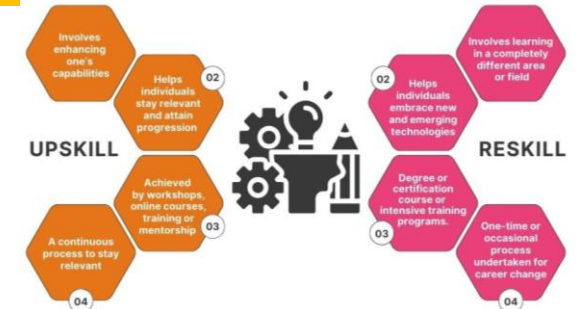 Involves
enhancing
one's
capabilities
02
Helps
individuals
stay relevant
and attain
progression
UPSKILL
Achieved
by workshops,
online courses,
training or
mentorship
03
A continuous
process to stay
relevant
04
Involves learning
in a completely
different area
or field
02
Helps
individuals
embrace new
and emerging
technologies
RESKILL
Degree or
certification
course or
intensive training
programs.
03
One-time or
occasional
process
undertaken for
career change
04